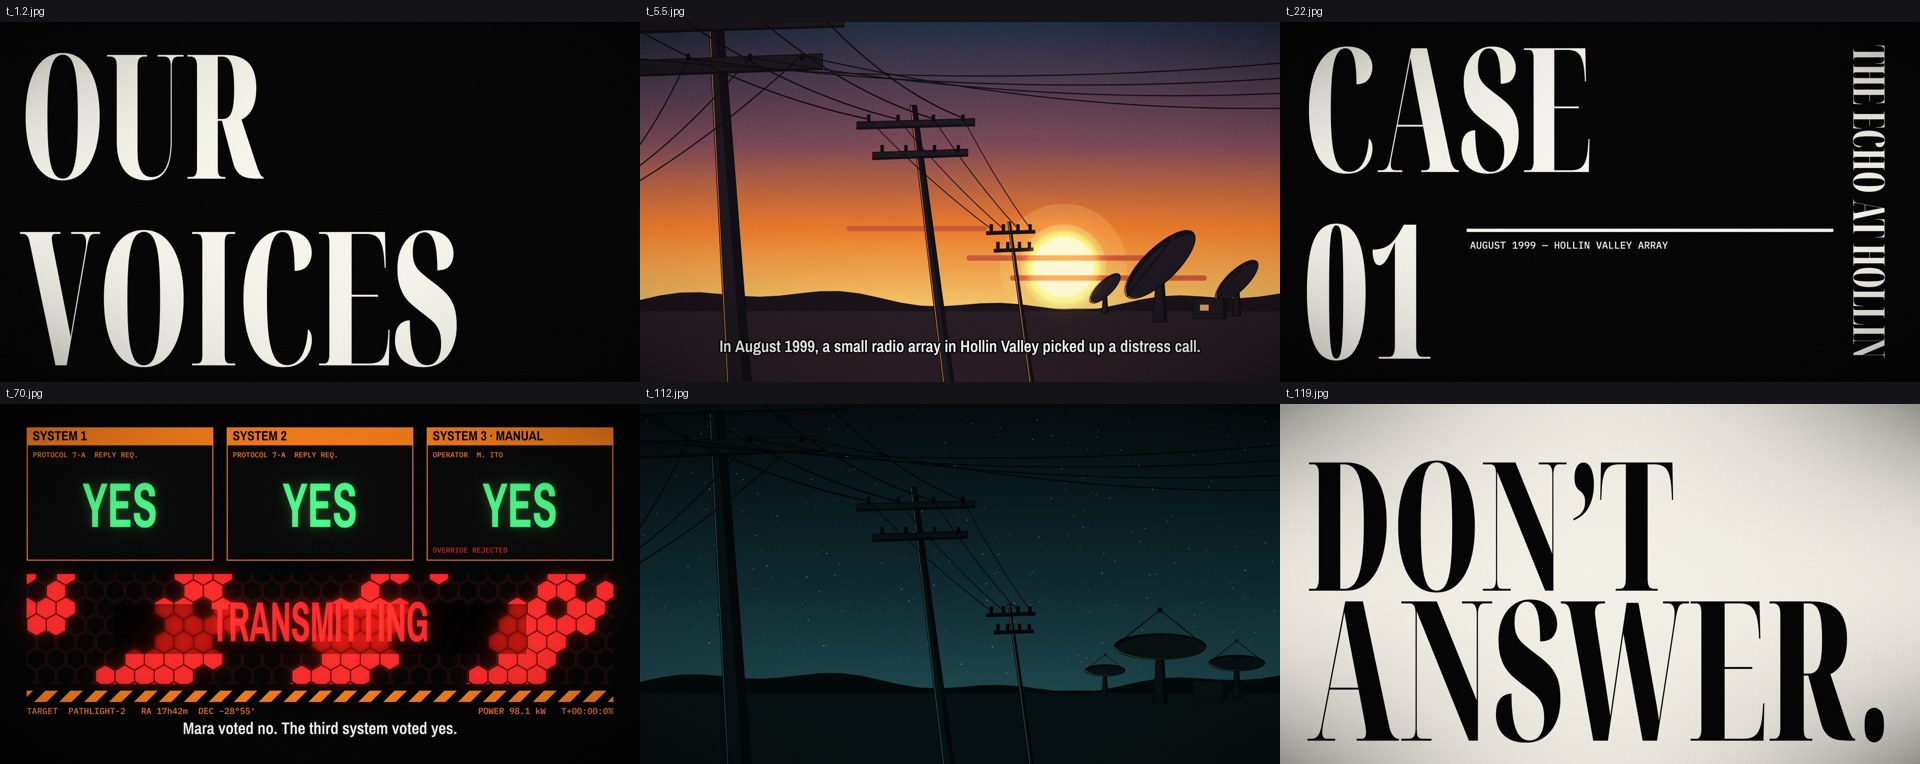 t_1.2.jpg
OUR
VOICES
t_5.5.jpg
In August 1999, a small radio array in Hollin Valley picked up a distress call.
t_22.jpg
CASE
01
AUGUST 1999 — HOLLIN VALLEY ARRAY
THE ECHO AT HOLLIN
t_70.jpg
SYSTEM 1
PROTOCOL 7-A REPLY REQ.
YES
SYSTEM 2
PROTOCOL 7-A REPLY REQ.
YES
SYSTEM 3 · MANUAL
OPERATOR M. ITO
YES
OVERRIDE REJECTED
TRANSMITTING
TARGET PATHLIGHT-2 RA 17h42m DEC −28°55' POWER 98.1 kW T+00:00:0%
Mara voted no. The third system voted yes.
t_112.jpg
t_119.jpg
DON'T
ANSWER.